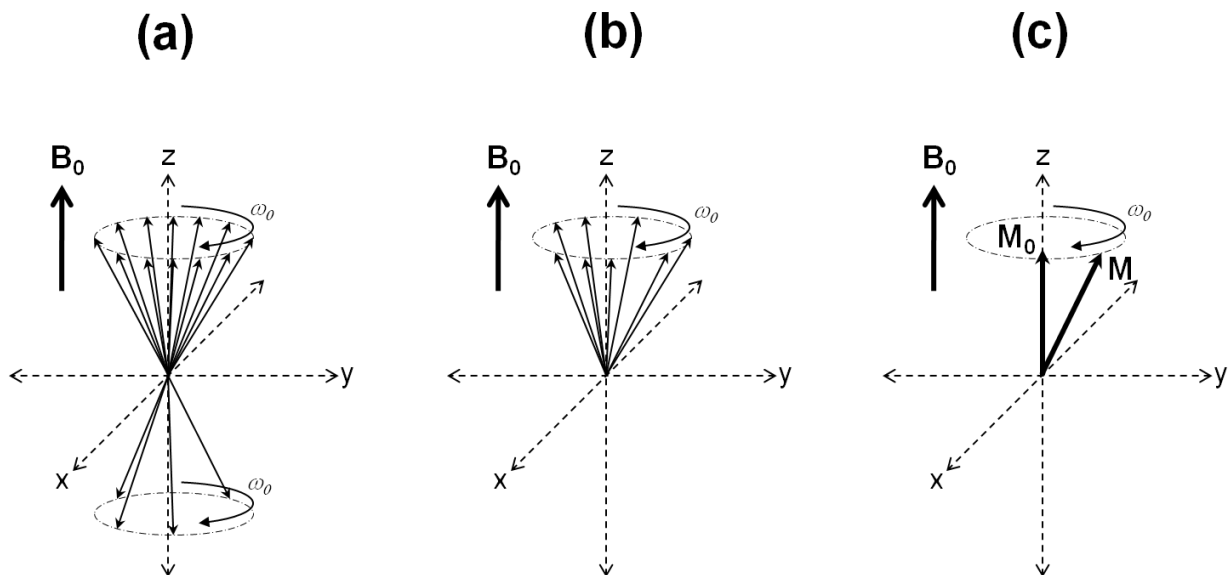 (a) (b) (c)
B₀ z B₀ z B₀ z
ω₀ ω₀ ω₀
M₀ M
y y y
x x x
ω₀